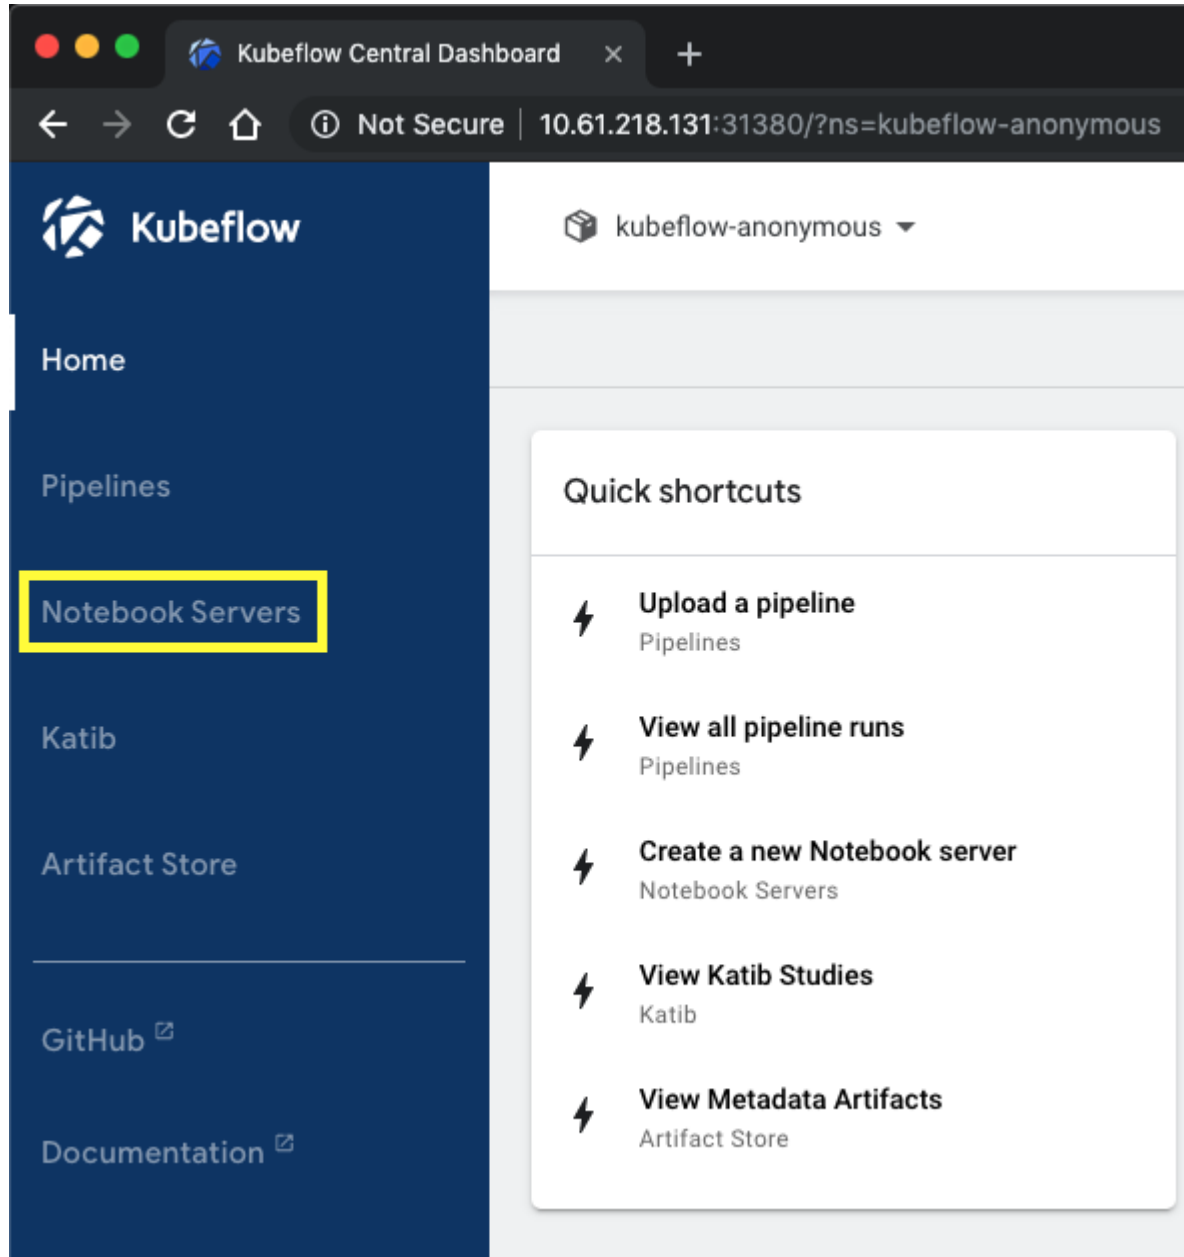 Kubeflow Central Dashboard
Not Secure | 10.61.218.131:31380/?ns=kubeflow-anonymous
Kubeflow
kubeflow-anonymous
Home
Pipelines
Notebook Servers
Katib
Artifact Store
GitHub
Documentation
Quick shortcuts
Upload a pipeline
Pipelines
View all pipeline runs
Pipelines
Create a new Notebook server
Notebook Servers
View Katib Studies
Katib
View Metadata Artifacts
Artifact Store